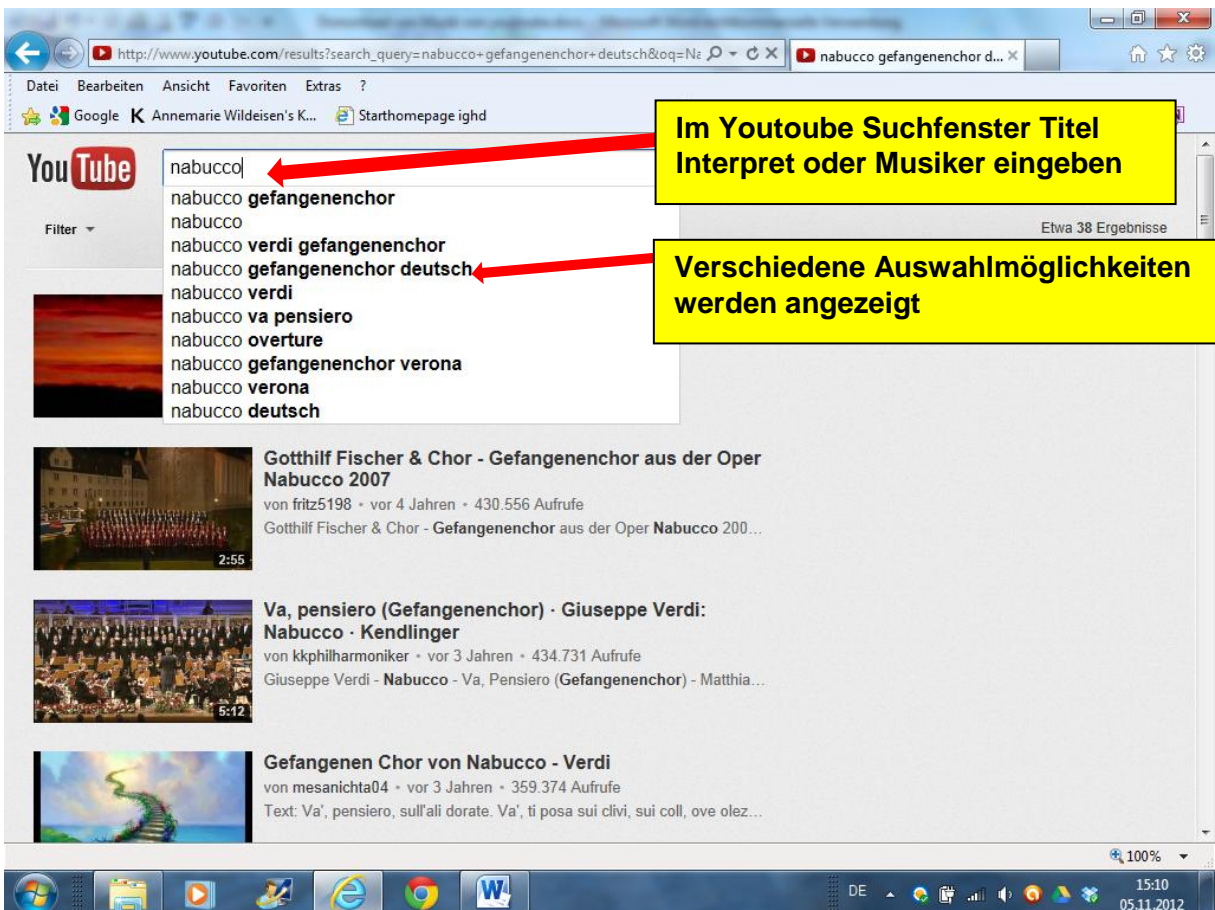 http://www.youtube.com/results?search_query=nabucco+gefangenenchor+deutsch&oq=Na
nabucco gefangenenchor d...
Datei Bearbeiten Ansicht Favoriten Extras ?
Google K Annemarie Wildeisen's K... Starthomepage ighd
Im Youtoube Suchfenster Titel
Interpret oder Musiker eingeben
YouTube
nabucco
Filter
Etwa 38 Ergebnisse
nabucco gefangenenchor
nabucco
nabucco verdi gefangenenchor
nabucco gefangenenchor deutsch
nabucco verdi
nabucco va pensiero
nabucco overture
nabucco gefangenenchor verona
nabucco verona
nabucco deutsch
Verschiedene Auswahlmöglichkeiten
werden angezeigt
Gotthilf Fischer & Chor - Gefangenenchor aus der Oper
Nabucco 2007
von fritz5198 • vor 4 Jahren • 430.556 Aufrufe
Gotthilf Fischer & Chor - Gefangenenchor aus der Oper Nabucco 200...
2:55
Va, pensiero (Gefangenenchor) · Giuseppe Verdi:
Nabucco · Kendlinger
von kkphilharmoniker • vor 3 Jahren • 434.731 Aufrufe
Giuseppe Verdi - Nabucco - Va, Pensiero (Gefangenenchor) - Matthia...
5:12
Gefangenen Chor von Nabucco - Verdi
von mesanichta04 • vor 3 Jahren • 359.374 Aufrufe
Text: Va', pensiero, sull'ali dorate. Va', ti posa sui clivi, sui coll, ove olez...
100%
DE
15:10
05.11.2012